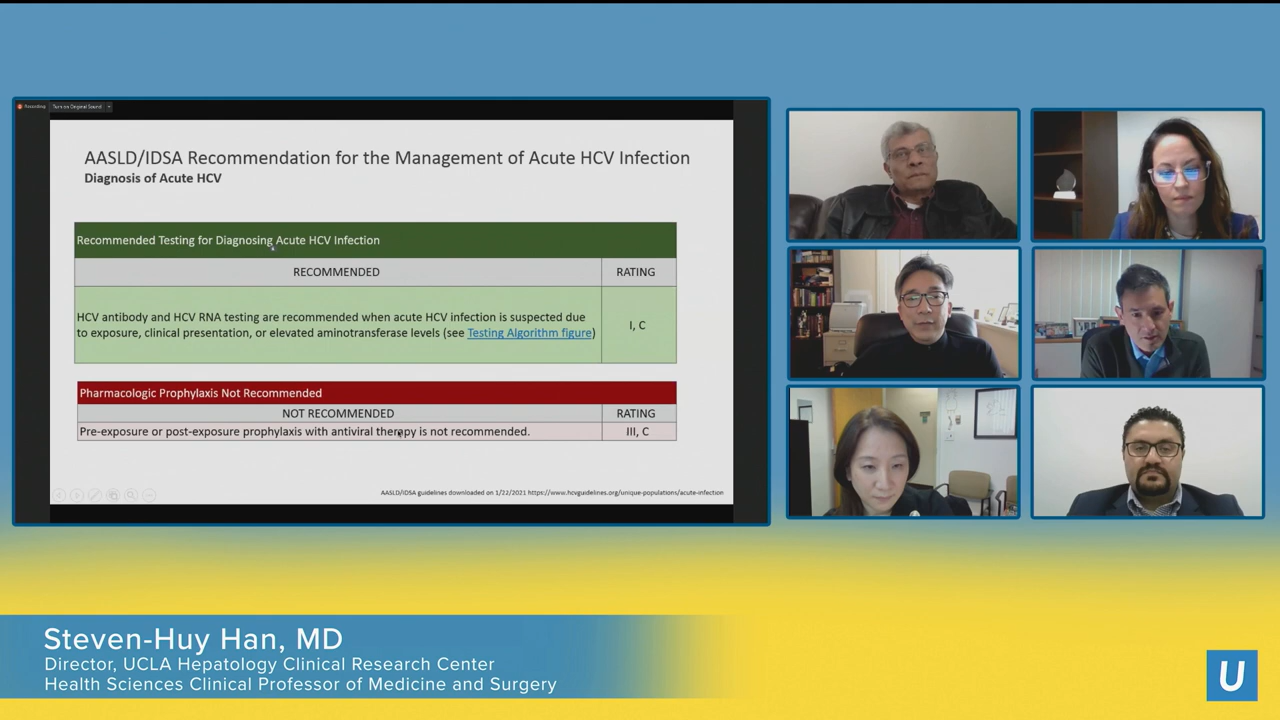 Recording
Turn on Original Sound
AASLD/IDSA Recommendation for the Management of Acute HCV Infection
Diagnosis of Acute HCV
Recommended Testing for Diagnosing Acute HCV Infection
RECOMMENDED
RATING
HCV antibody and HCV RNA testing are recommended when acute HCV infection is suspected due
to exposure, clinical presentation, or elevated aminotransferase levels (see Testing Algorithm figure)
I, C
Pharmacologic Prophylaxis Not Recommended
NOT RECOMMENDED
RATING
Pre-exposure or post-exposure prophylaxis with antiviral therapy is not recommended.
III, C
AASLD/IDSA guidelines downloaded on 1/22/2021 https://www.hcvguidelines.org/unique-populations/acute-infection
Steven-Huy Han, MD
Director, UCLA Hepatology Clinical Research Center
Health Sciences Clinical Professor of Medicine and Surgery
U